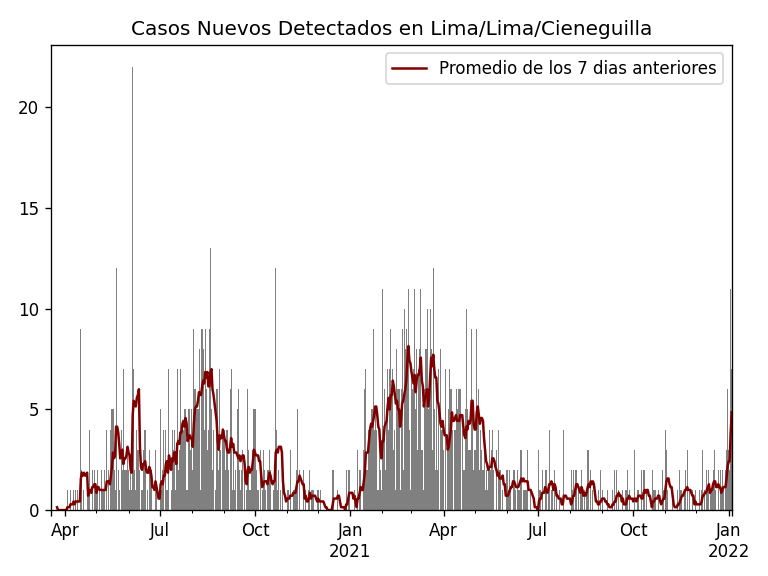 Casos Nuevos Detectados en Lima/Lima/Cieneguilla
Promedio de los 7 dias anteriores
20
15
10
5
0
Apr Jul Oct Jan Apr Jul Oct Jan
2021 2022